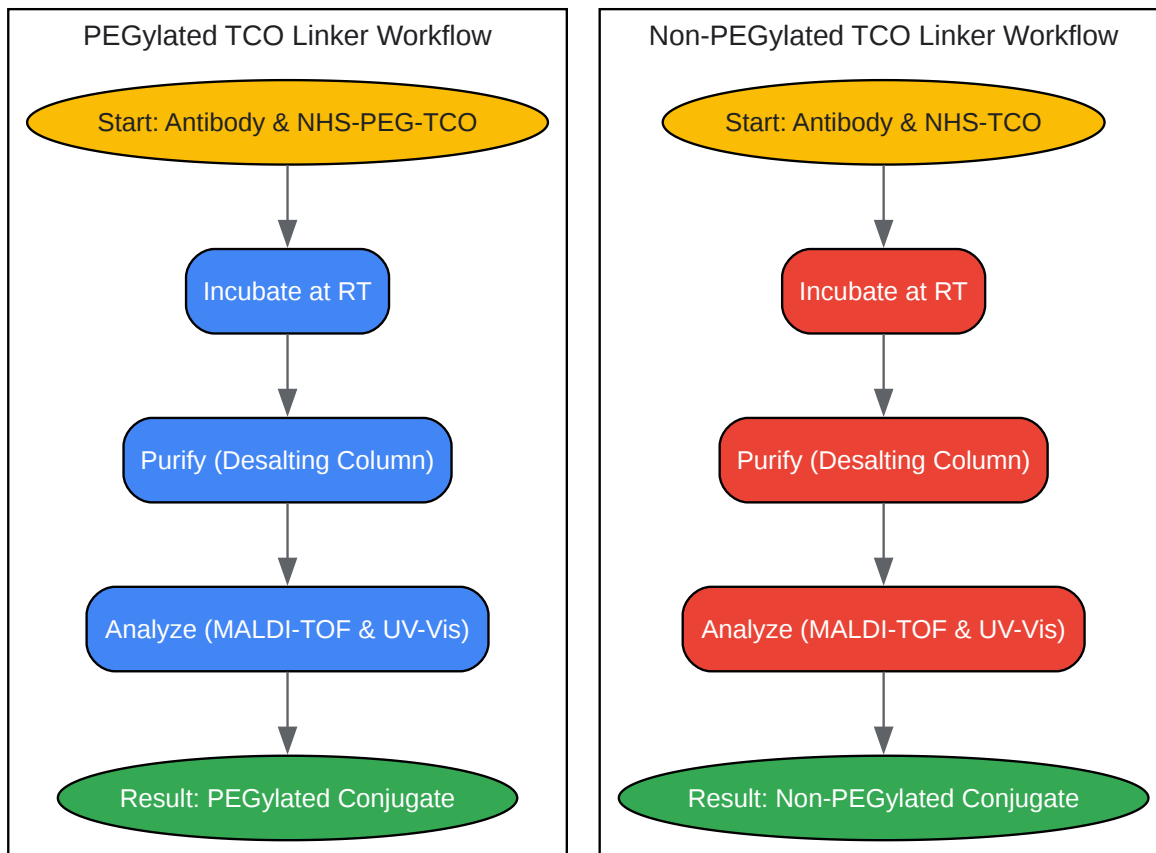 PEGylated TCO Linker Workflow
Start: Antibody & NHS-PEG-TCO
Incubate at RT
Purify (Desalting Column)
Analyze (MALDI-TOF & UV-Vis)
Result: PEGylated Conjugate
Non-PEGylated TCO Linker Workflow
Start: Antibody & NHS-TCO
Incubate at RT
Purify (Desalting Column)
Analyze (MALDI-TOF & UV-Vis)
Result: Non-PEGylated Conjugate